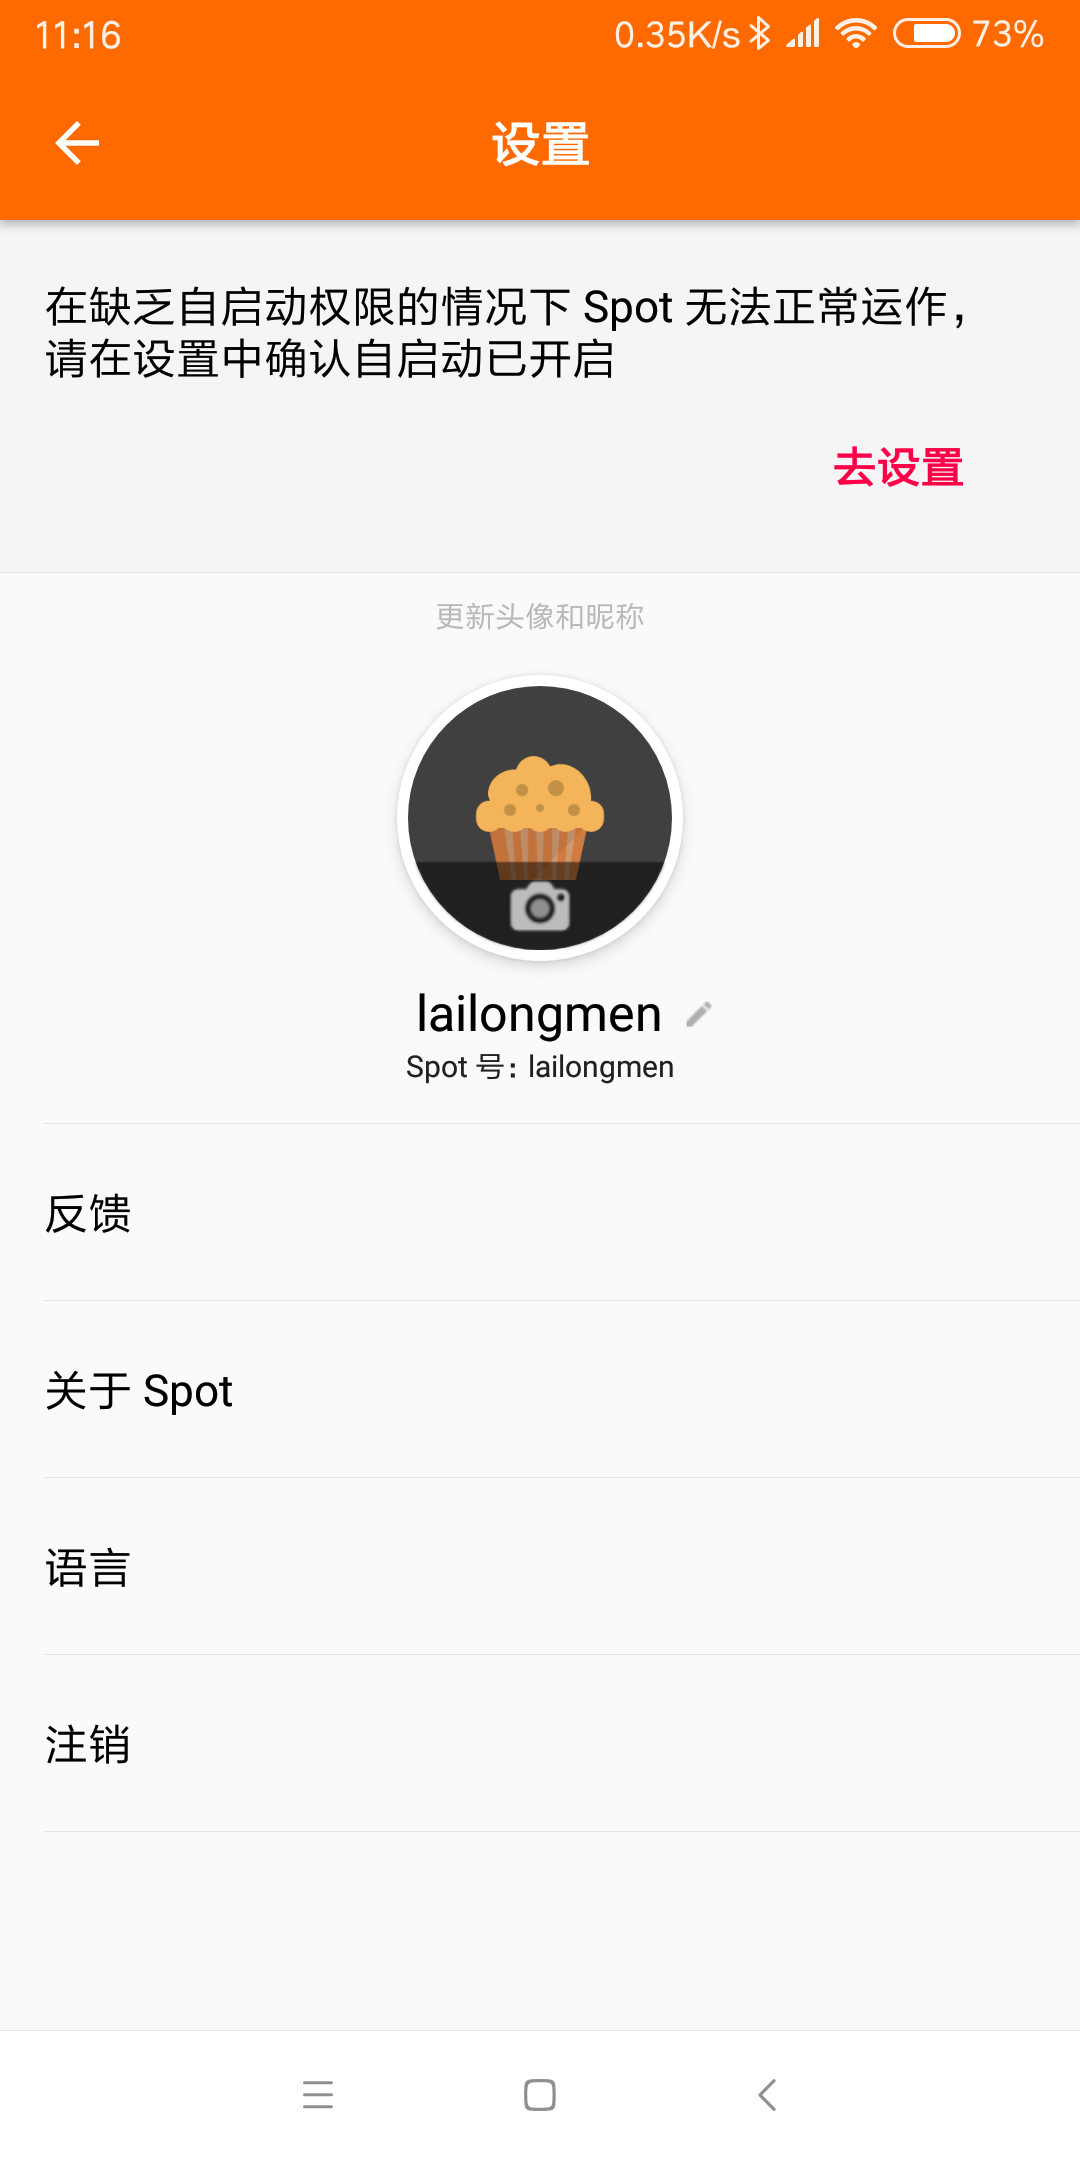 11:16
0.35K/s 73%
设置
在缺乏自启动权限的情况下 Spot 无法正常运作，
请在设置中确认自启动已开启
去设置
更新头像和昵称
lailongmen
Spot 号：lailongmen
反馈
关于 Spot
语言
注销